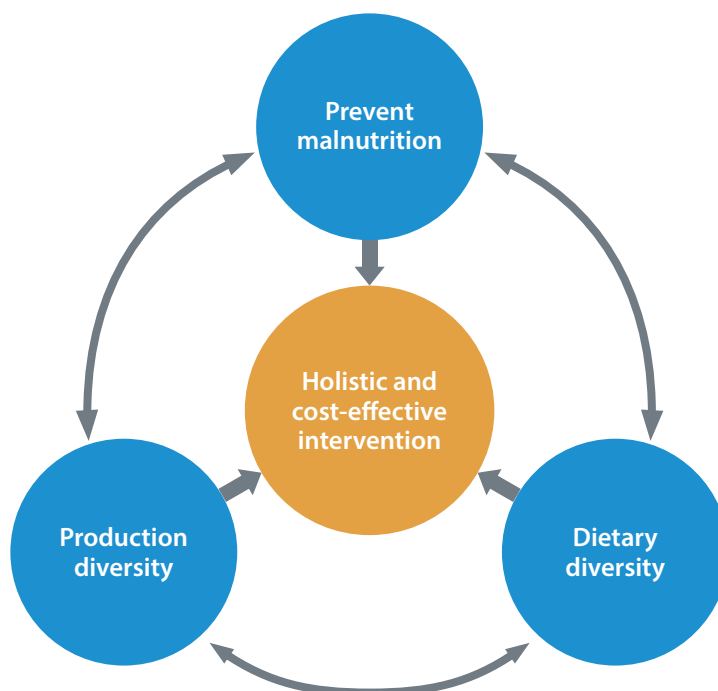 Prevent
malnutrition
Holistic and
cost-effective
intervention
Production
diversity
Dietary
diversity